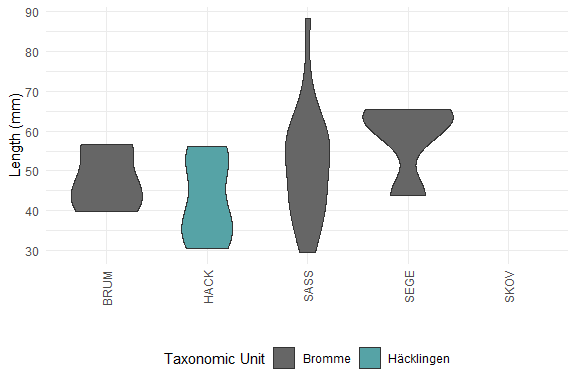 90
80
70
60
50
40
30
Length (mm)
BRUM
HACK
SASS
SEGE
SKOV
Taxonomic Unit Bromme Häcklingen